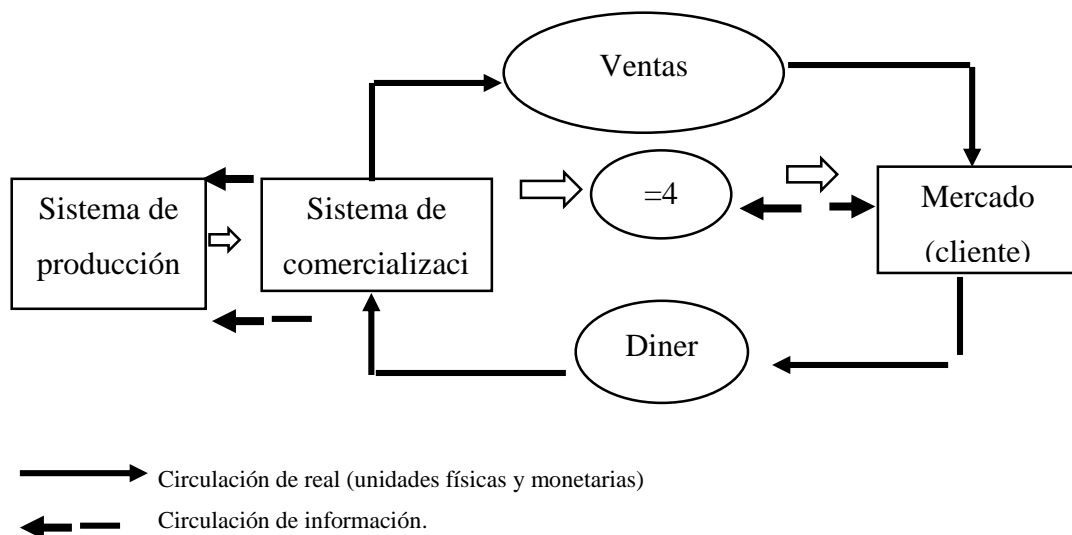 Ventas
=4
Sistema de
producción
Sistema de
comercializaci
Mercado
(cliente)
Diner
Circulación de real (unidades físicas y monetarias)
Circulación de información.